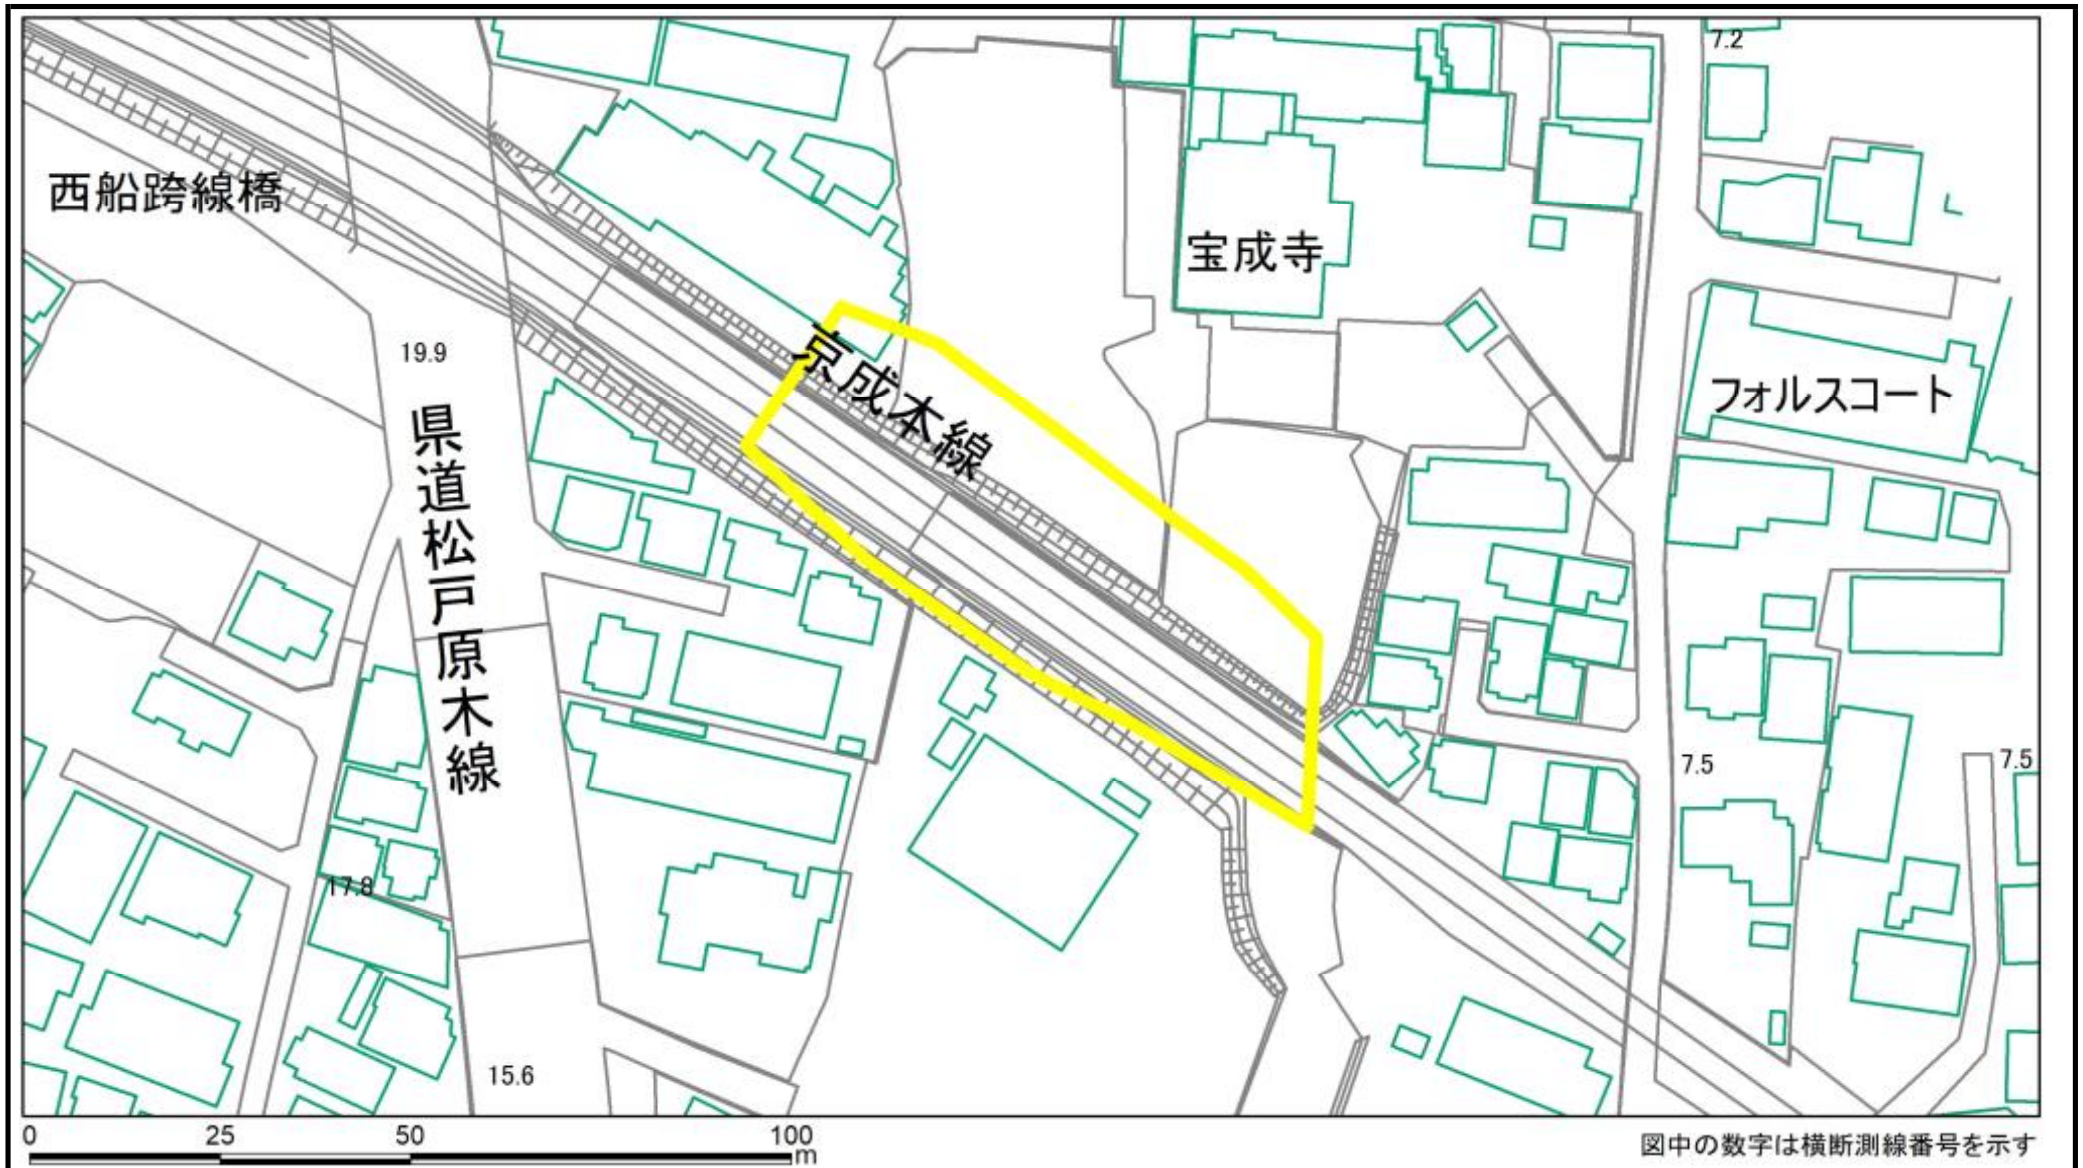 7.2
西船跨線橋
宝成寺
19.9
京成本線
フォルスコート
県道松戸原木線
7.5
7.5
17.8
15.6
0 25 50 100
m
図中の数字は横断測線番号を示す